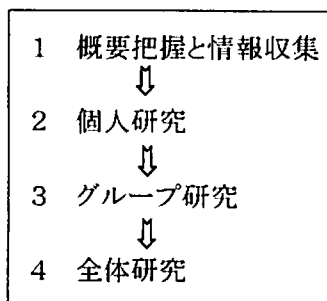 1 概要把握と情報収集
⇩
2 個人研究
⇩
3 グループ研究
⇩
4 全体研究